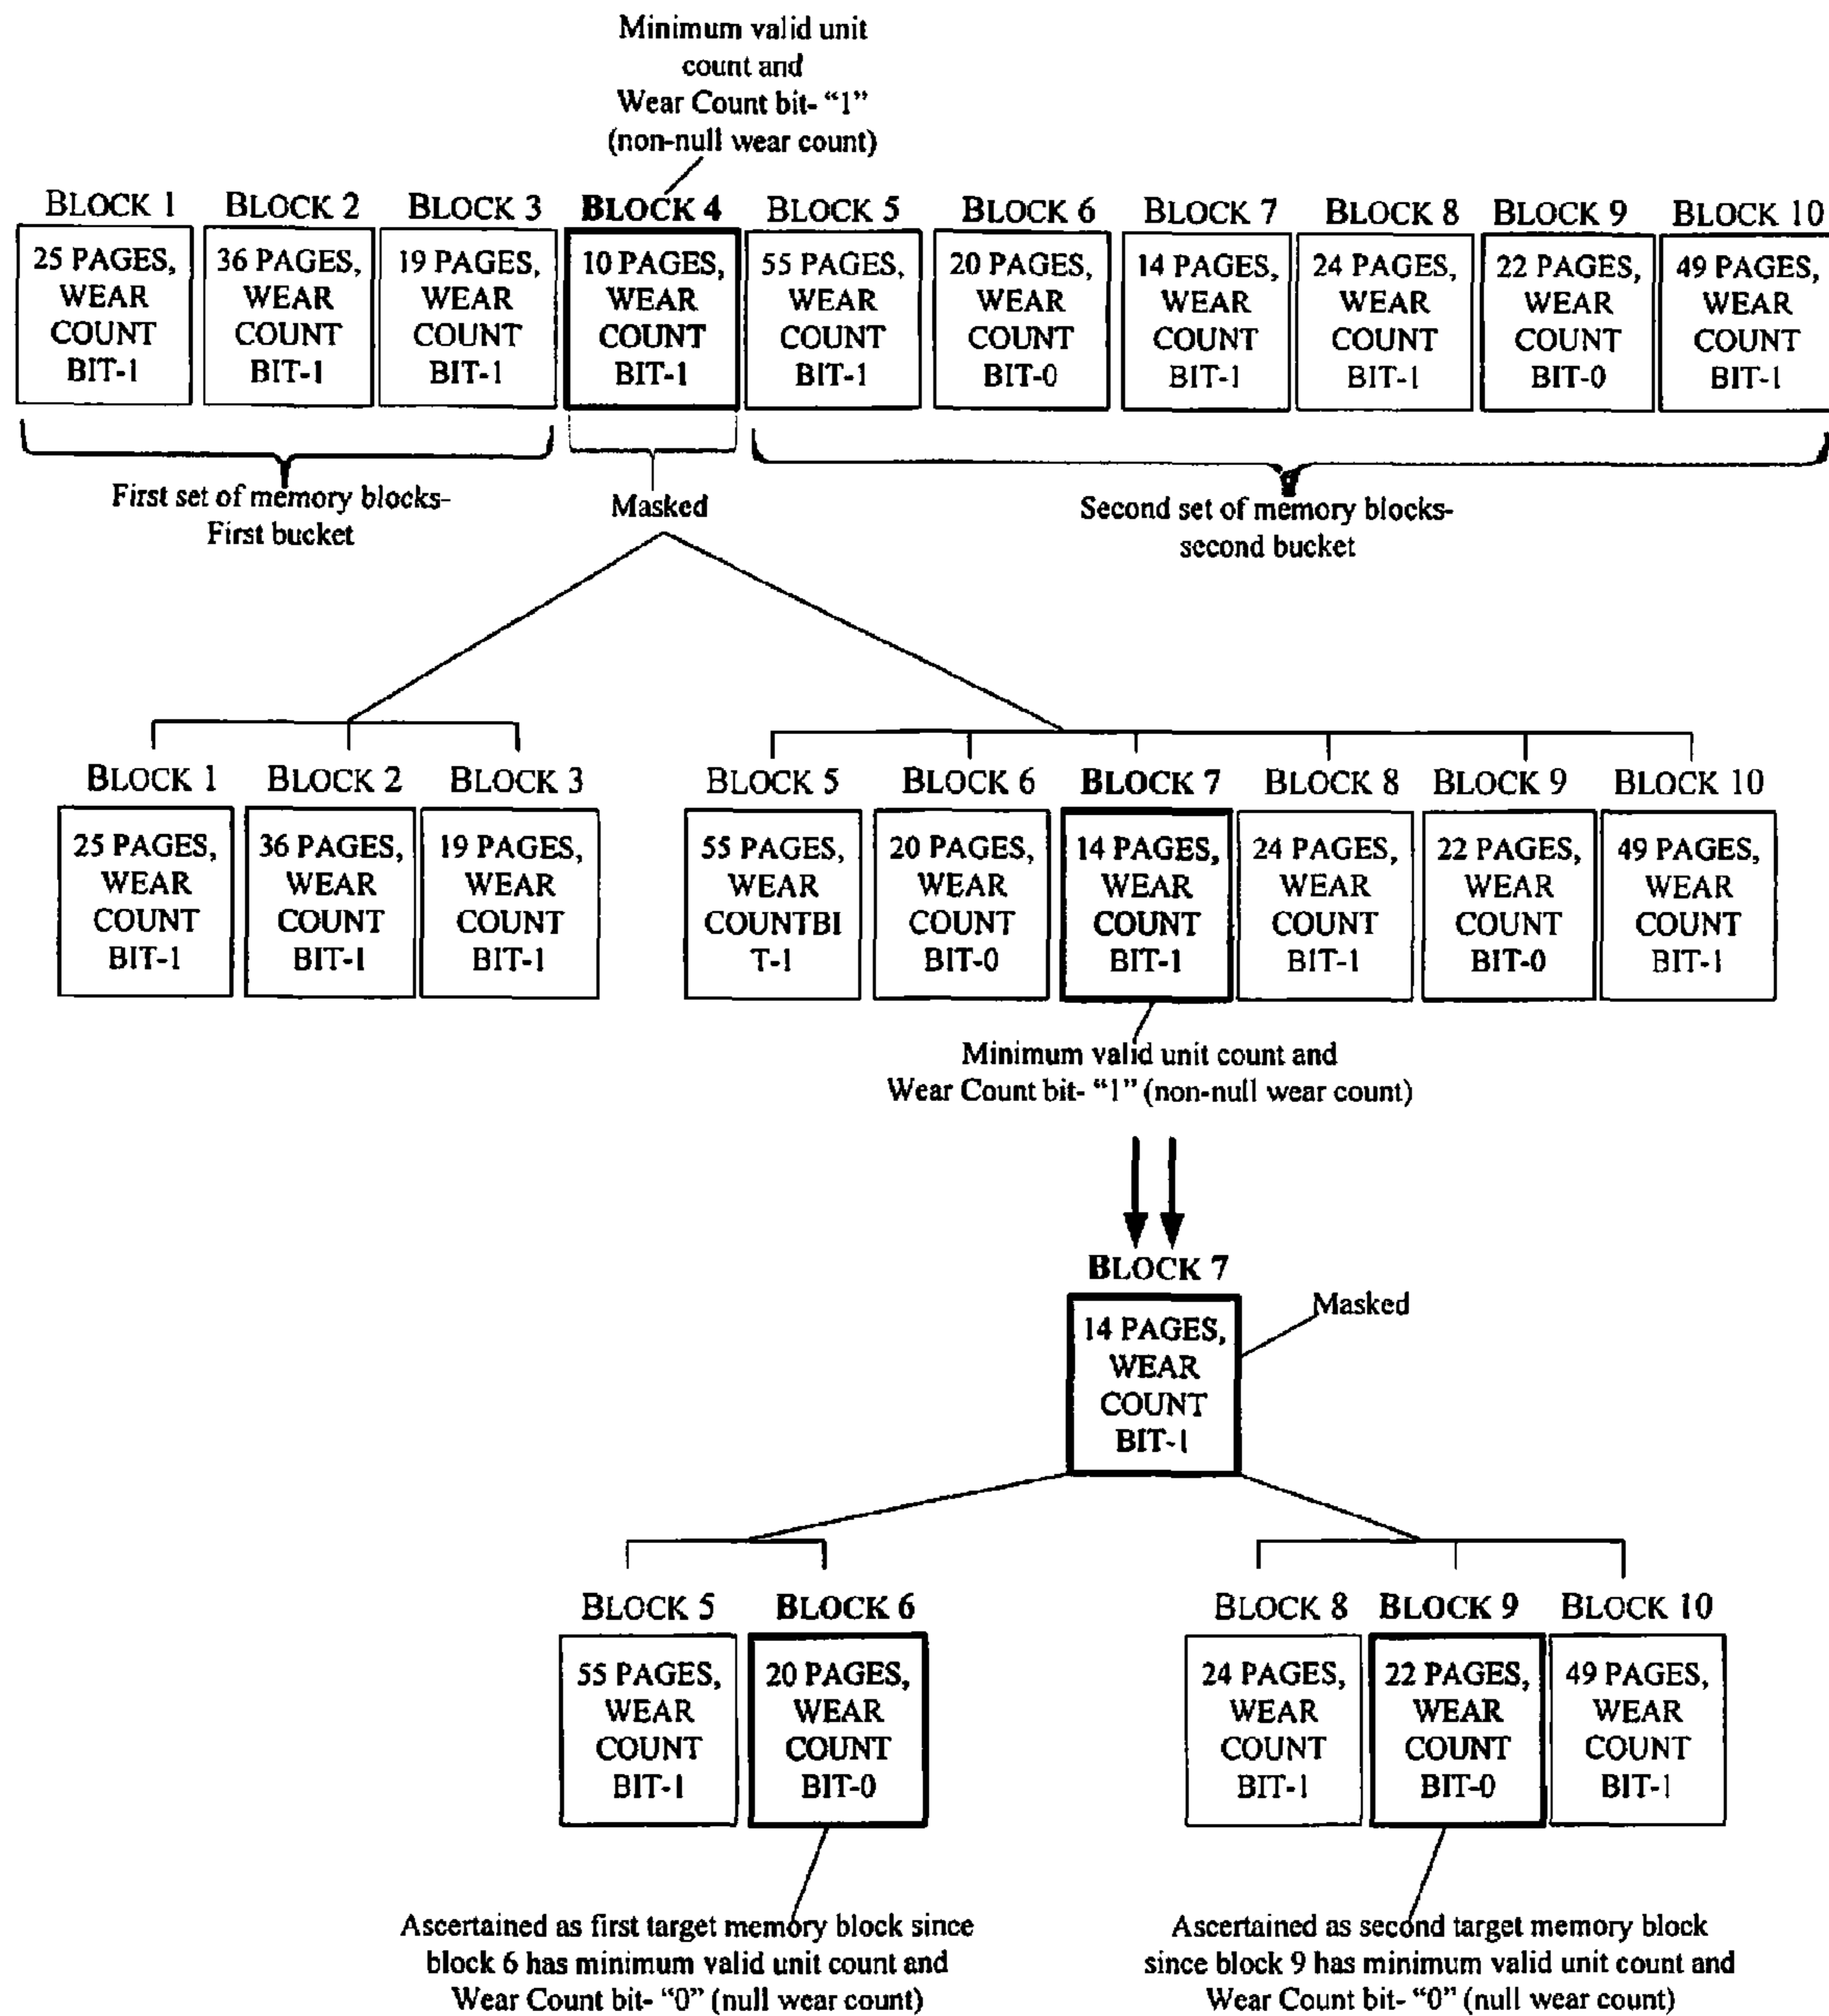 Minimum valid unit
count and
Wear Count bit- “1”
(non-null wear count)
BLOCK 1 BLOCK 2 BLOCK 3 BLOCK 4 BLOCK 5 BLOCK 6 BLOCK 7 BLOCK 8 BLOCK 9 BLOCK 10
25 PAGES, 36 PAGES, 19 PAGES, 10 PAGES, 55 PAGES, 20 PAGES, 14 PAGES, 24 PAGES, 22 PAGES, 49 PAGES,
WEAR WEAR WEAR WEAR WEAR WEAR WEAR WEAR WEAR WEAR
COUNT COUNT COUNT COUNT COUNT COUNT COUNT COUNT COUNT COUNT
BIT-1 BIT-1 BIT-1 BIT-1 BIT-1 BIT-0 BIT-1 BIT-1 BIT-0 BIT-1
First set of memory blocks-
First bucket
Masked
Second set of memory blocks-
second bucket
BLOCK 1 BLOCK 2 BLOCK 3 BLOCK 5 BLOCK 6 BLOCK 7 BLOCK 8 BLOCK 9 BLOCK 10
25 PAGES, 36 PAGES, 19 PAGES, 55 PAGES, 20 PAGES, 14 PAGES, 24 PAGES, 22 PAGES, 49 PAGES,
WEAR WEAR WEAR WEAR WEAR WEAR WEAR WEAR WEAR
COUNT COUNT COUNT COUNTBI COUNT COUNT COUNT COUNT COUNT
BIT-1 BIT-1 BIT-1 T-1 BIT-0 BIT-1 BIT-1 BIT-0 BIT-1
Minimum valid unit count and
Wear Count bit- “1” (non-null wear count)
BLOCK 7
Masked
14 PAGES,
WEAR
COUNT
BIT-1
BLOCK 5 BLOCK 6 BLOCK 8 BLOCK 9 BLOCK 10
55 PAGES, 20 PAGES, 24 PAGES, 22 PAGES, 49 PAGES,
WEAR WEAR WEAR WEAR WEAR
COUNT COUNT COUNT COUNT COUNT
BIT-1 BIT-0 BIT-1 BIT-0 BIT-1
Ascertained as first target memory block since
block 6 has minimum valid unit count and
Wear Count bit- “0” (null wear count)
Ascertained as second target memory block
since block 9 has minimum valid unit count and
Wear Count bit- “0” (null wear count)